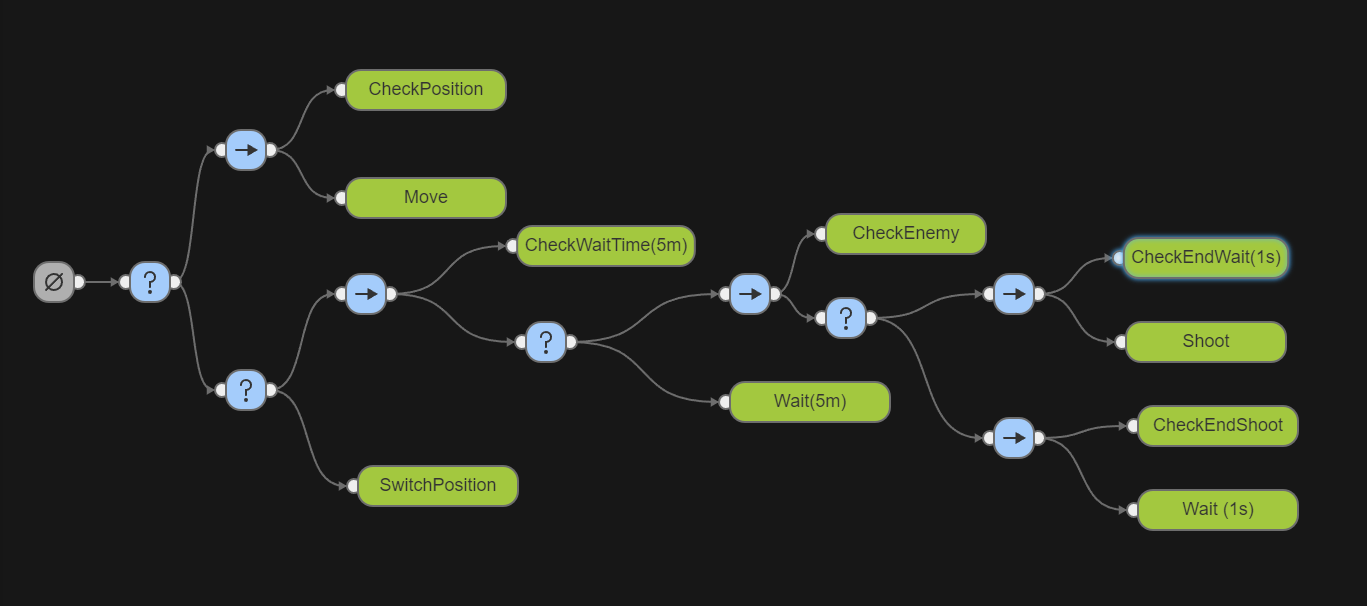 CheckPosition
Move
∅
?
?
CheckWaitTime(5m)
?
CheckEnemy
?
CheckEndWait(1s)
Shoot
Wait(5m)
CheckEndShoot
Wait (1s)
SwitchPosition